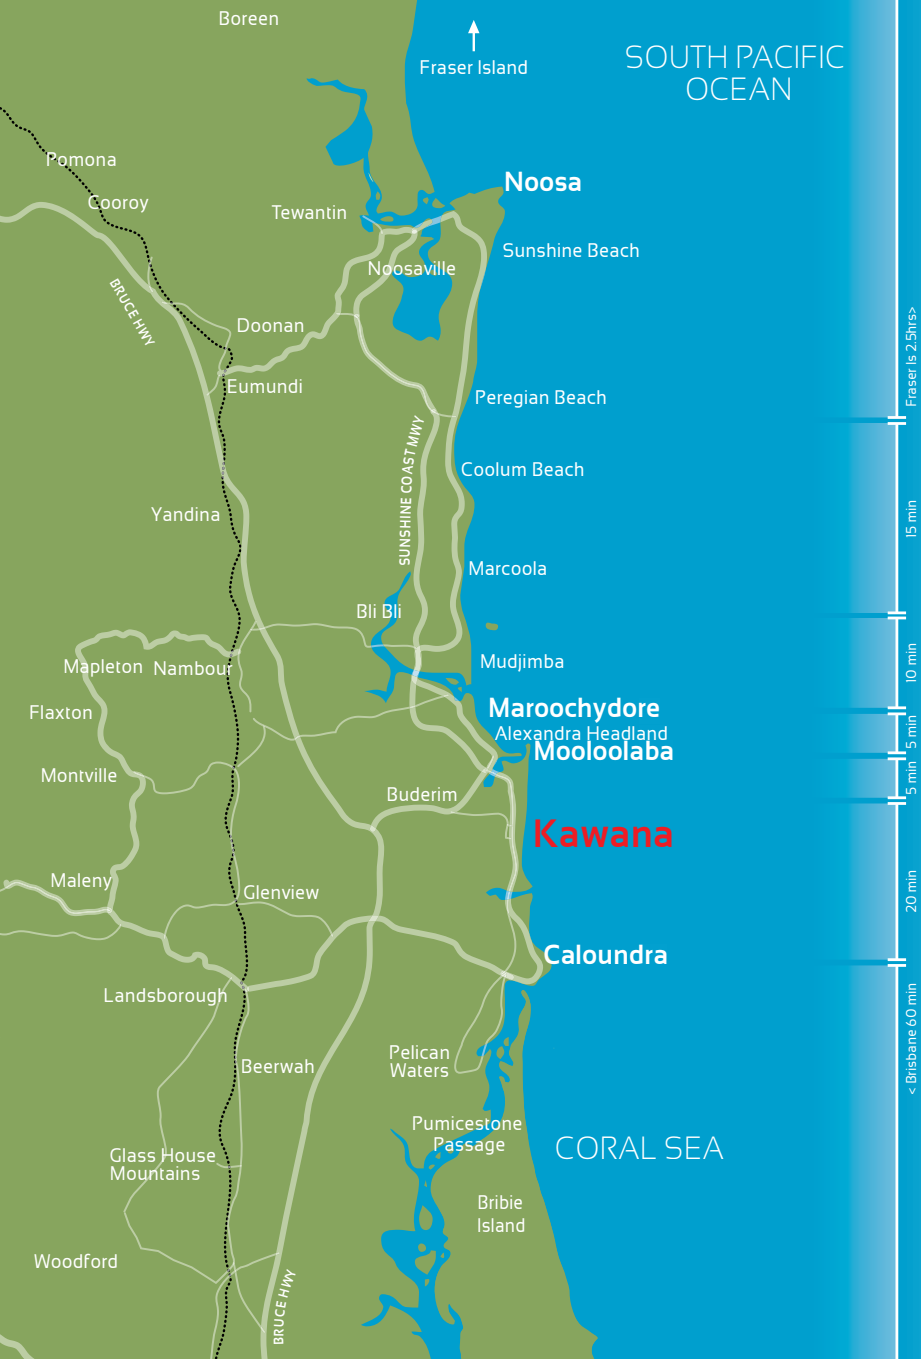 Boreen
Fraser Island
SOUTH PACIFIC
OCEAN
Pomona
Cooroy
Noosa
Tewantin
Sunshine Beach
Noosaville
BRUCE HWY
Doonan
Fraser Is 2.5hrs>
Eumundi
Peregian Beach
SUNSHINE COAST MWY
Coolum Beach
Yandina
15 min
Marcoola
Bli Bli
Mapleton
Nambour
Mudjimba
10 min
Flaxton
Maroochydore
Alexandra Headland
5 min
Mooloolaba
Montville
5 min
Buderim
Kawana
Maleny
Glenview
20 min
Caloundra
Landsborough
< Brisbane 60 min
Beerwah
Pelican
Waters
Pumicestone
Passage
CORAL SEA
Glass House
Mountains
Bribie
Island
Woodford
BRUCE HWY